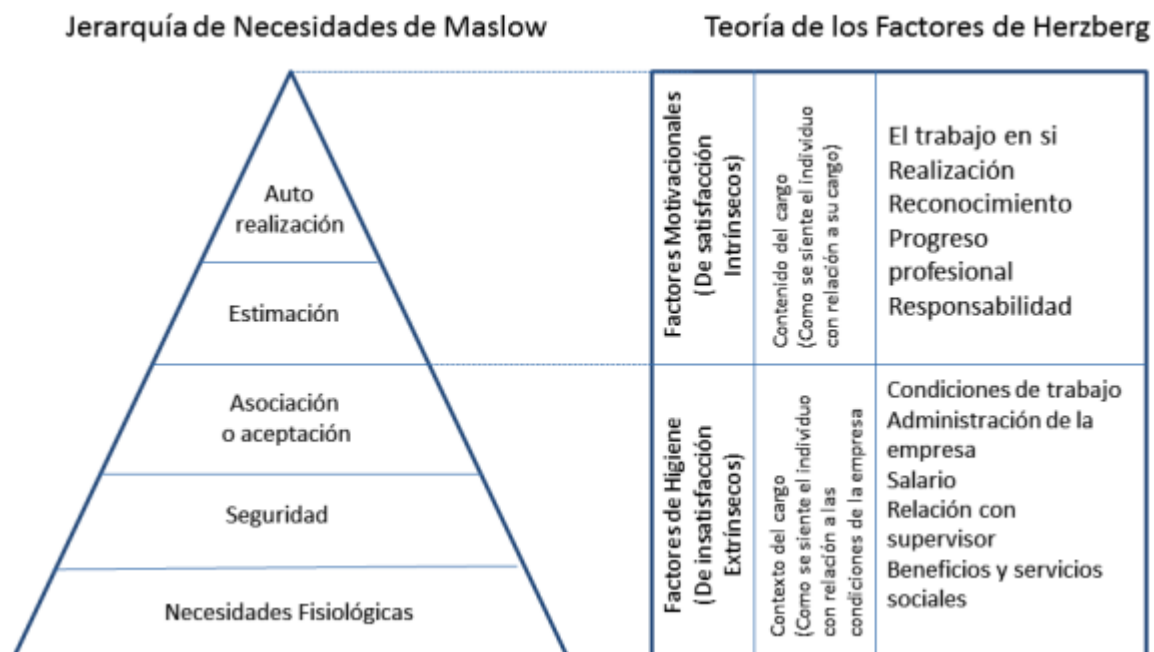 Jerarquía de Necesidades de Maslow
Teoría de los Factores de Herzberg
Auto
realización
Estimación
Asociación
o aceptación
Seguridad
Necesidades Fisiológicas
Factores Motivacionales
(De satisfacción
Intrínsecos)
Contenido del cargo
(Como se siente el individuo
con relación a su cargo)
El trabajo en si
Realización
Reconocimiento
Progreso
profesional
Responsabilidad
Factores de Higiene
(De insatisfacción
Extrínsecos)
Contexto del cargo
(Como se siente el individuo
con relación a las
condiciones de la empresa
Condiciones de trabajo
Administración de la
empresa
Salario
Relación con
supervisor
Beneficios y servicios
sociales